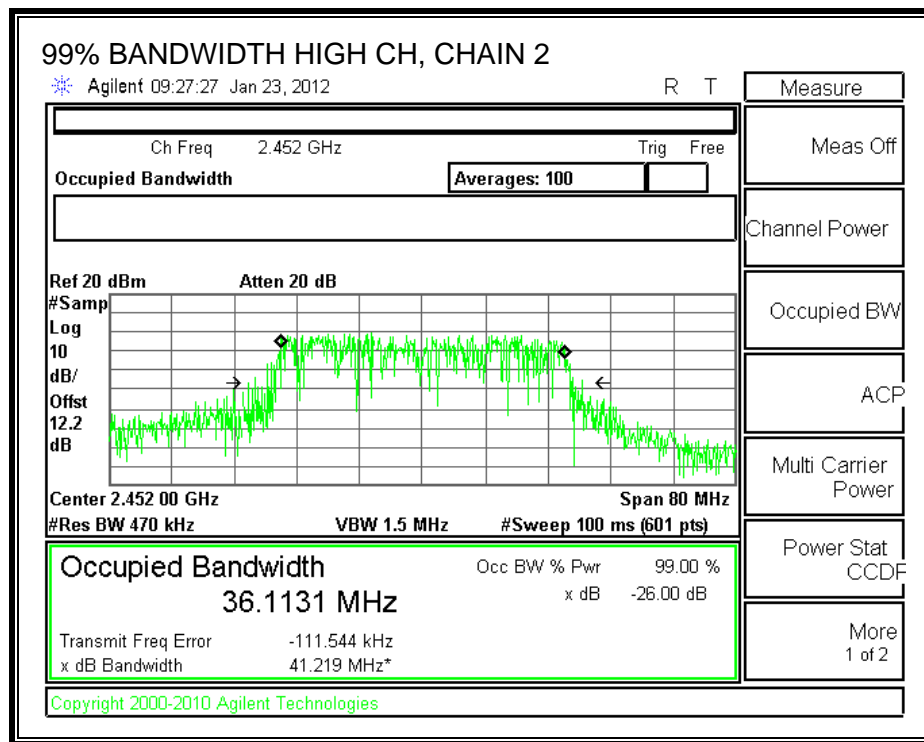 99% BANDWIDTH HIGH CH, CHAIN 2
Agilent 09:27:27 Jan 23, 2012 R T
Measure
Ch Freq 2.452 GHz Trig Free
Occupied Bandwidth Averages: 100
Meas Off
Channel Power
Occupied BW
ACP
Multi Carrier
Power
Power Stat
CCDF
More
1 of 2
Ref 20 dBm Atten 20 dB
#Samp
Log
10
dB/
Offst
12.2
dB
Center 2.452 00 GHz Span 80 MHz
#Res BW 470 kHz VBW 1.5 MHz #Sweep 100 ms (601 pts)
Occupied Bandwidth Occ BW % Pwr 99.00 %
36.1131 MHz x dB -26.00 dB
Transmit Freq Error -111.544 kHz
x dB Bandwidth 41.219 MHz*
Copyright 2000-2010 Agilent Technologies